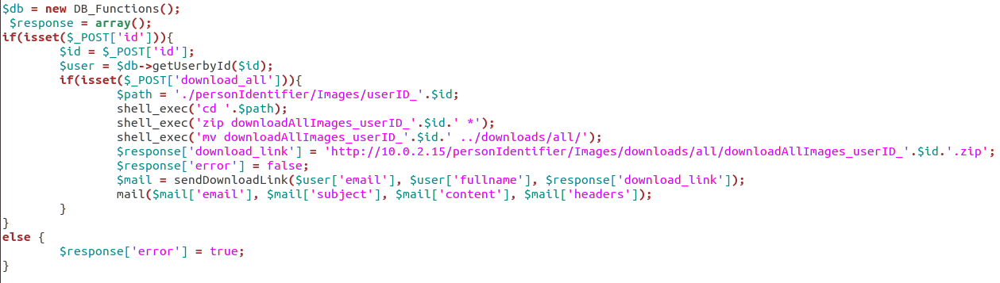 $db = new DB_Functions();
 $response = array();
if(isset($_POST['id'])){
        $id = $_POST['id'];
        $user = $db->getUserbyId($id);
        if(isset($_POST['download_all'])){
                $path = './personIdentifier/Images/userID_'.$id;
                shell_exec('cd '.$path);
                shell_exec('zip downloadAllImages_userID_'.$id.' *');
                shell_exec('mv downloadAllImages_userID_'.$id.' ../downloads/all/');
                $response['download_link'] = 'http://10.0.2.15/personIdentifier/Images/downloads/all/downloadAllImages_userID_'.$id.'.zip';
                $response['error'] = false;
                $mail = sendDownloadLink($user['email'], $user['fullname'], $response['download_link']);
                mail($mail['email'], $mail['subject'], $mail['content'], $mail['headers']);
        }
}
else {
        $response['error'] = true;
}